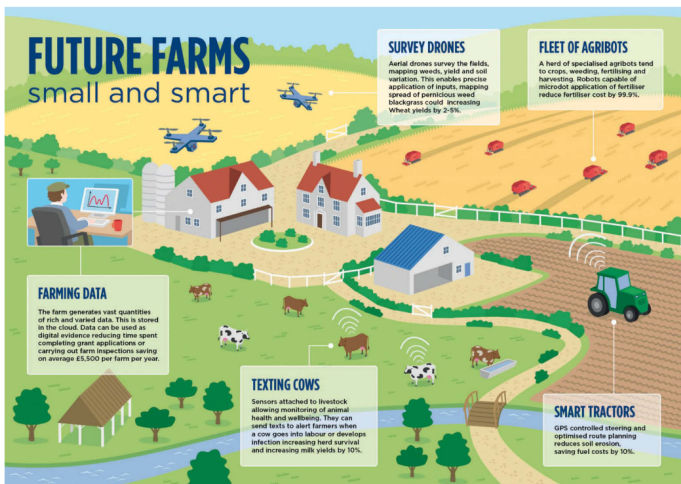 FUTURE FARMS
small and smart
SURVEY DRONES
Aerial drones survey the fields,
mapping weeds, yield and soil
variation. This enables precise
application of inputs, mapping
spread of pernicious weed
blackgrass could increasing
Wheat yields by 2-5%.
FLEET OF AGRIBOTS
A herd of specialised agribots tend
to crops, weeding, fertilising and
harvesting. Robots capable of
microdot application of fertiliser
reduce fertiliser cost by 99.9%.
FARMING DATA
The farm generates vast quantities
of rich and varied data. This is stored
in the cloud. Data can be used as
digital evidence reducing time spent
completing grant applications or
carrying out farm inspections saving
on average £5,500 per farm per year.
TEXTING COWS
Sensors attached to livestock
allowing monitoring of animal
health and wellbeing. They can
send texts to alert farmers when
a cow goes into labour or develops
infection increasing herd survival
and increasing milk yields by 10%.
SMART TRACTORS
GPS controlled steering and
optimised route planning
reduces soil erosion,
saving fuel costs by 10%.